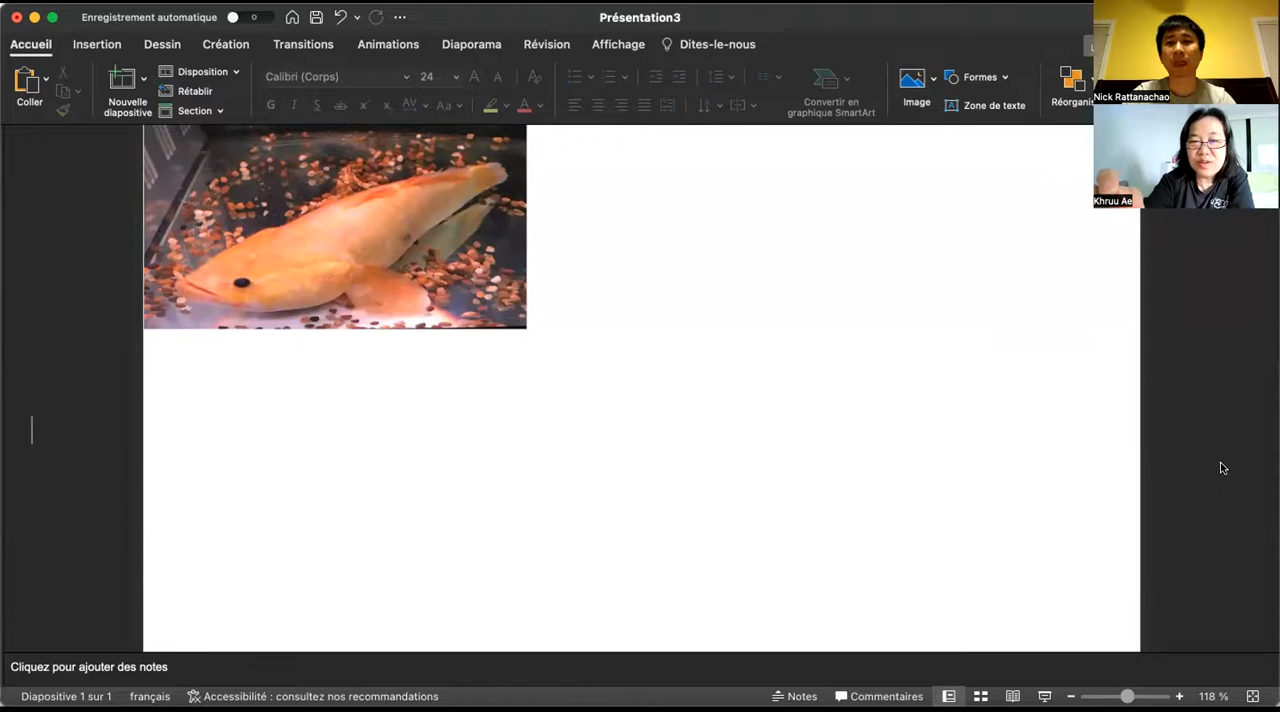 Enregistrement automatique
Présentation3
Accueil
Insertion
Dessin
Création
Transitions
Animations
Diaporama
Révision
Affichage
Dites-le-nous
Coller
Nouvelle
diapositive
Disposition
Rétablir
Section
Calibri (Corps)
24
Convertir en
graphique SmartArt
Image
Formes
Zone de texte
Réorganis
Nick Rattanachao
Khruu Ae
Cliquez pour ajouter des notes
Diapositive 1 sur 1
français
Accessibilité : consultez nos recommandations
Notes
Commentaires
118 %